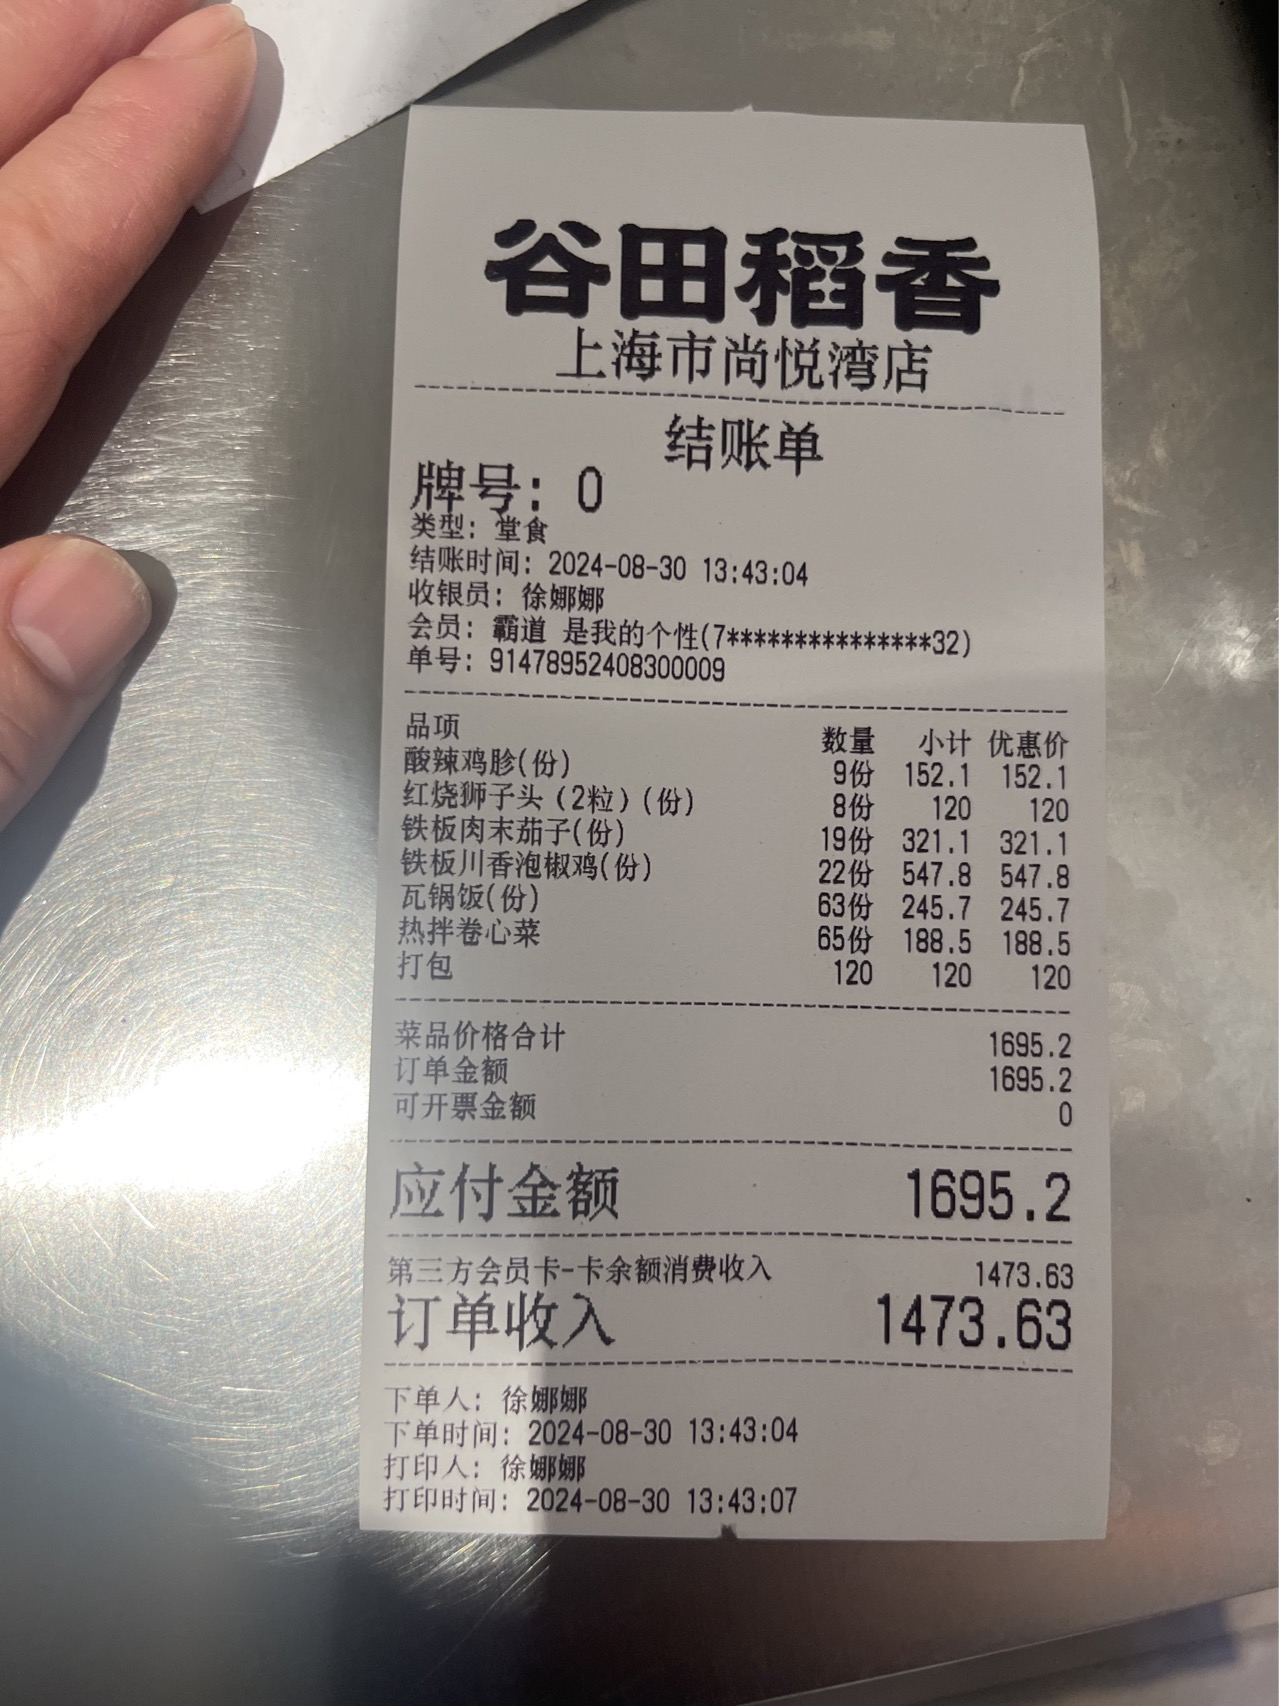 谷田稻香
上海市尚悦湾店
结账单
牌号: 0
类型: 堂食
结账时间: 2024-08-30 13:43:04
收银员: 徐娜娜
会员: 霸道 是我的个性(7***************32)
单号: 91478952408300009
品项 数量 小计 优惠价
酸辣鸡胗(份) 9份 152.1 152.1
红烧狮子头 (2粒) (份) 8份 120 120
铁板肉末茄子(份) 19份 321.1 321.1
铁板川香泡椒鸡(份) 22份 547.8 547.8
瓦锅饭(份) 63份 245.7 245.7
热拌卷心菜 65份 188.5 188.5
打包 120 120 120
菜品价格合计 1695.2
订单金额 1695.2
可开票金额 0
应付金额 1695.2
第三方会员卡-卡余额消费收入 1473.63
订单收入 1473.63
下单人: 徐娜娜
下单时间: 2024-08-30 13:43:04
打印人: 徐娜娜
打印时间: 2024-08-30 13:43:07